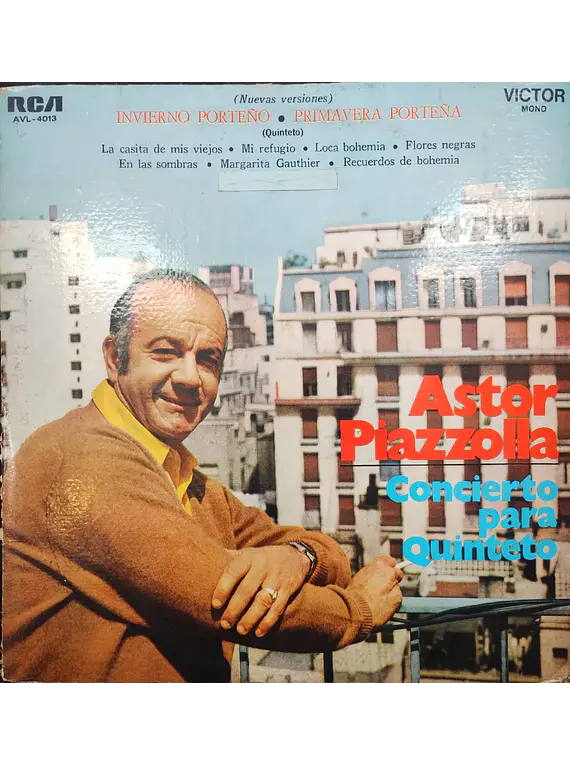 RCA
AVL-4013
VICTOR
MONO
(Nuevas versiones)
INVIERNO PORTEÑO • PRIMAVERA PORTEÑA
(Quinteto)
La casita de mis viejos • Mi refugio • Loca bohemia • Flores negras
En las sombras • Margarita Gauthier • Recuerdos de bohemia
Astor
Piazzolla
Concierto
para
Quinteto